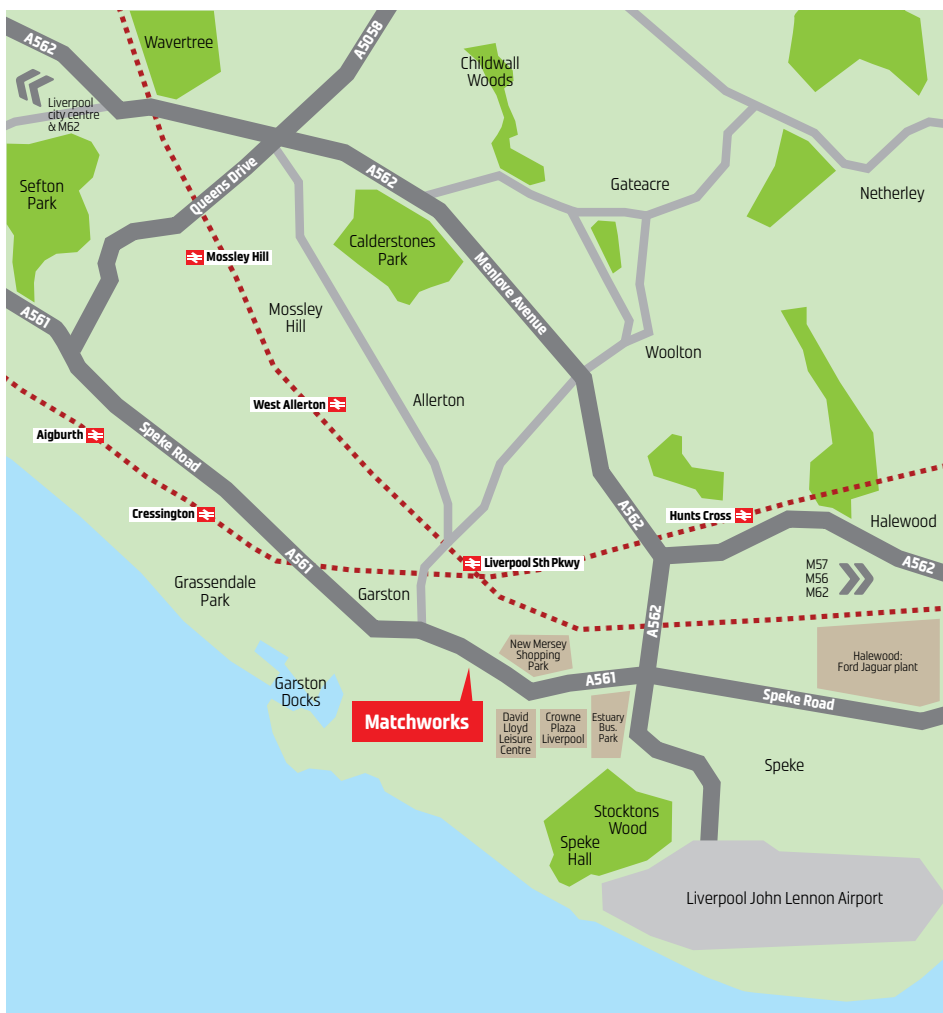 A562
Wavertree
A5058
Childwall
Woods
Liverpool
city centre
& M62
Sefton
Park
Queens Drive
A562
Gateacre
Netherley
Calderstones
Park
Mossley Hill
Menlove Avenue
A561
Mossley
Hill
Woolton
West Allerton
Allerton
Aigburth
Speke Road
Cressington
A562
Hunts Cross
Halewood
A561
Liverpool Sth Pkwy
A562
M57
M56
M62
Grassendale
Park
Garston
A562
New Mersey
Shopping
Park
Halewood:
Ford Jaguar plant
Garston
Docks
A561
Speke Road
Matchworks
David
Lloyd
Leisure
Centre
Crowne
Plaza
Liverpool
Estuary
Bus.
Park
Speke
Stocktons
Wood
Speke
Hall
Liverpool John Lennon Airport